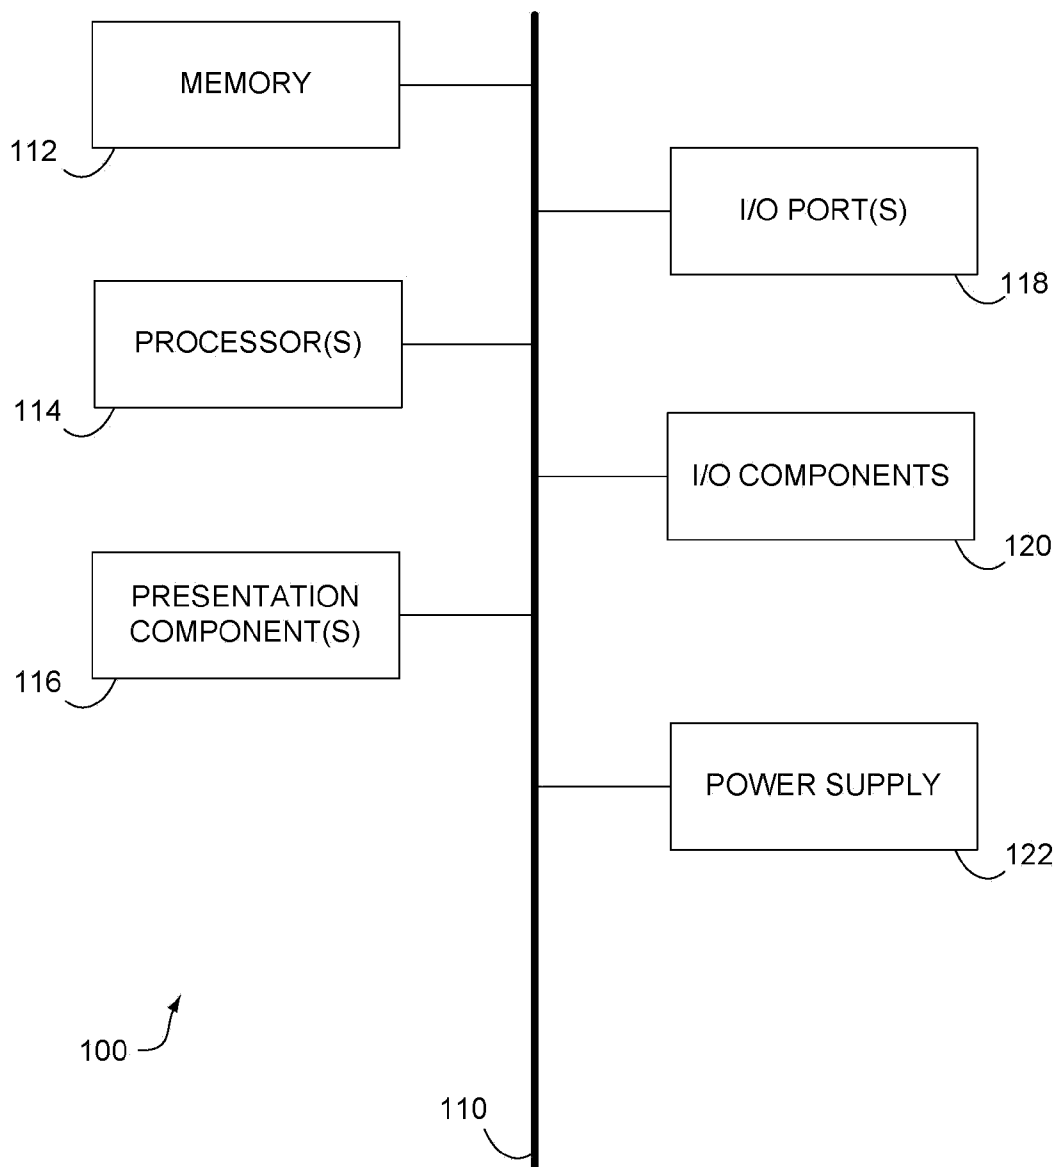 MEMORY
112
I/O PORT(S)
118
PROCESSOR(S)
114
I/O COMPONENTS
120
PRESENTATION
COMPONENT(S)
116
POWER SUPPLY
122
100
110